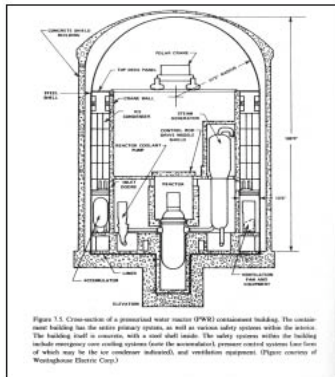 CONCRETE SHIELD
BUILDING
POLAR CRANE
TOP DECK PANEL
STEEL
SHELL
CRANE WALL
ICE
CONDENSER
STEAM
GENERATOR
CONTROL ROD
DRIVE MISSILE
SHIELD
REACTOR COOLANT
PUMP
INLET
DOORS
REACTOR
LINER
ACCUMULATOR
VENTILATION
FAN AND
EQUIPMENT
ELEVATION
Figure 7.5. Cross-section of a pressurized water reactor (PWR) containment building. The contain-
ment building has the entire primary system, as well as various safety systems within the interior.
The building itself is concrete, with a steel shell inside. The safety systems within the building
include emergency core cooling systems (note the accumulator), pressure control systems (one form
of which may be the ice condenser indicated), and ventilation equipment. (Figure courtesy of
Westinghouse Electric Corp.)